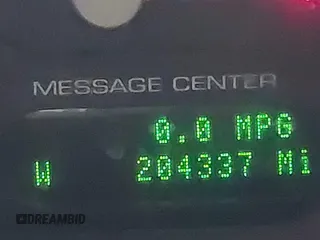 MESSAGE CENTER
0.0 MPG
W 204337 Mi
DREAMBID